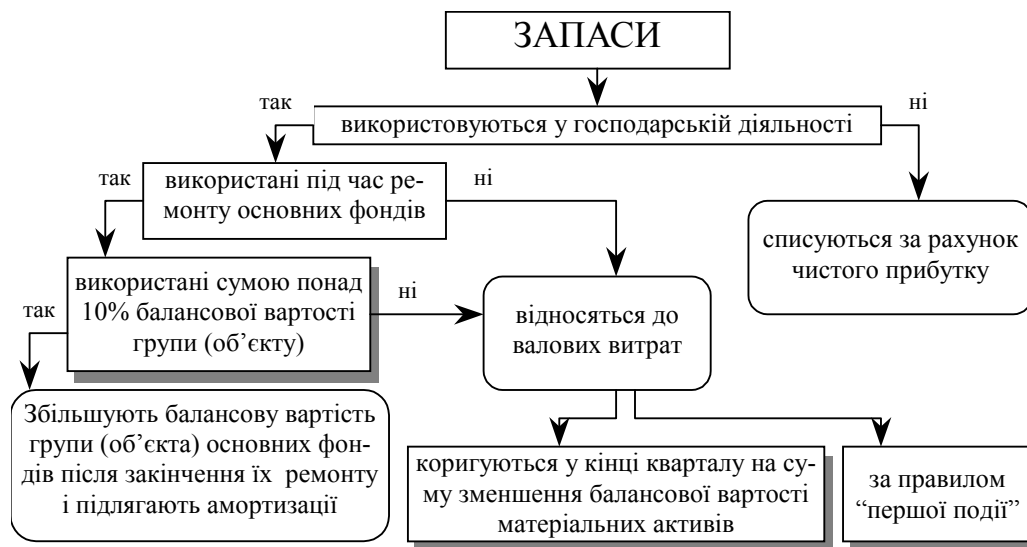 ЗАПАСИ
так
ні
використовуються у господарській діяльності
так
ні
використані під час ре-
монту основних фондів
списуються за рахунок
чистого прибутку
використані сумою понад
10% балансової вартості
групи (об’єкту)
так
ні
відносяться до
валових витрат
Збільшують балансову вартість
групи (об’єкта) основних фон-
дів після закінчення їх ремонту
і підлягають амортизації
коригуються у кінці кварталу на су-
му зменшення балансової вартості
матеріальних активів
за правилом
“першої події”